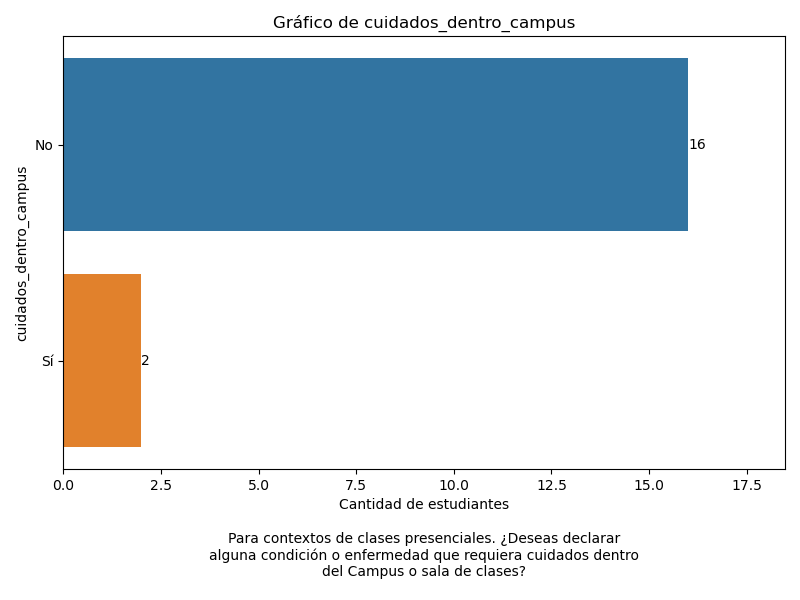 Gráfico de cuidados_dentro_campus
cuidados_dentro_campus
No
16
Sí
2
0.0 2.5 5.0 7.5 10.0 12.5 15.0 17.5
Cantidad de estudiantes
Para contextos de clases presenciales. ¿Deseas declarar
alguna condición o enfermedad que requiera cuidados dentro
del Campus o sala de clases?